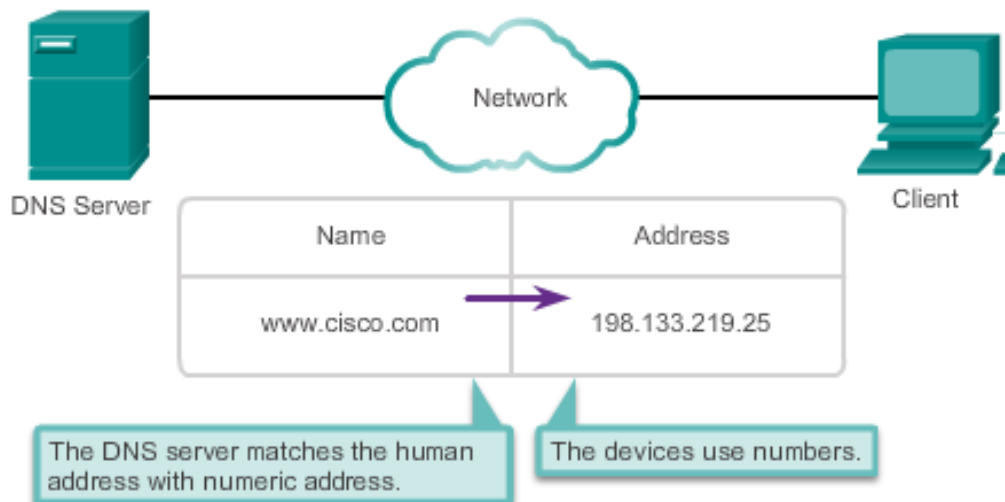 Network
DNS Server
Client
Name
Address
www.cisco.com
198.133.219.25
The DNS server matches the human
address with numeric address.
The devices use numbers.